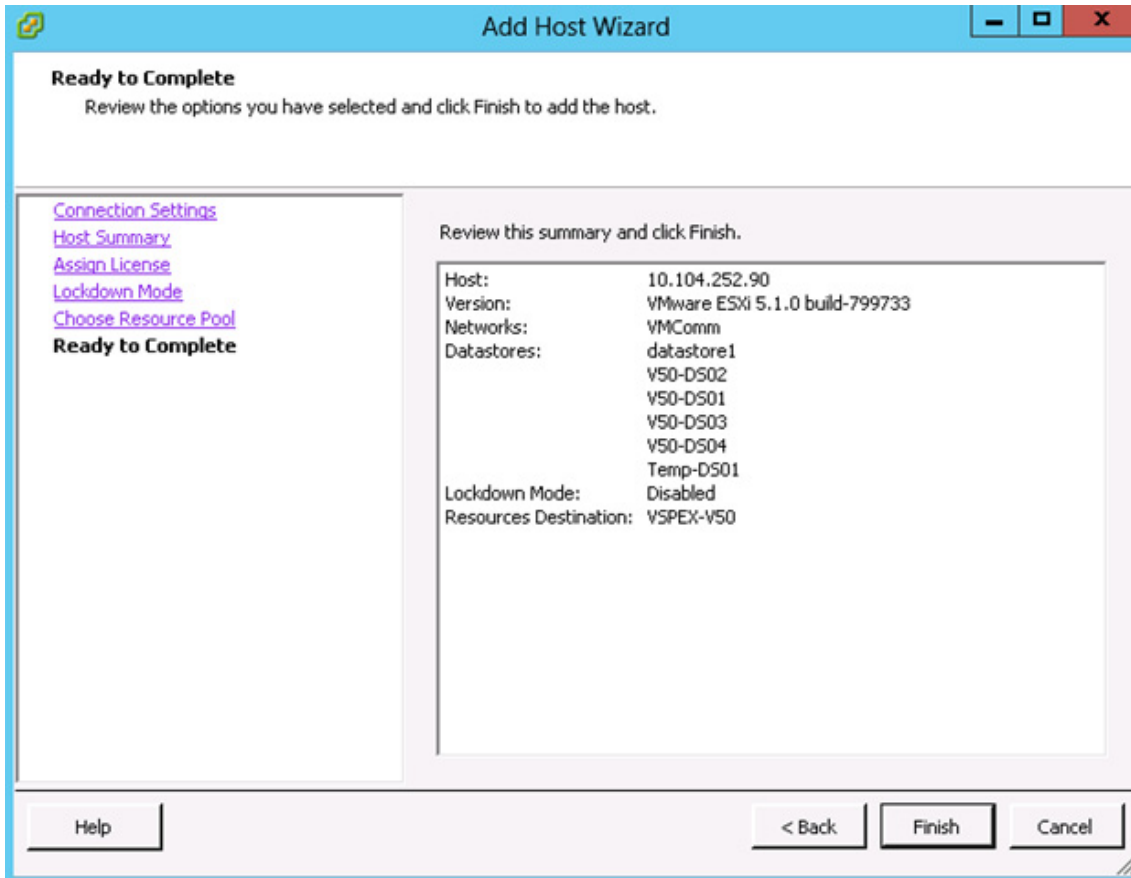 Add Host Wizard
Ready to Complete
Review the options you have selected and click Finish to add the host.
Connection Settings
Host Summary
Assign License
Lockdown Mode
Choose Resource Pool
Ready to Complete
Review this summary and click Finish.
Host: 10.104.252.90
Version: VMware ESXi 5.1.0 build-799733
Networks: VMComm
Datastores: datastore1
V50-DS02
V50-DS01
V50-DS03
V50-DS04
Temp-DS01
Lockdown Mode: Disabled
Resources Destination: VSPEX-V50
Help
< Back
Finish
Cancel